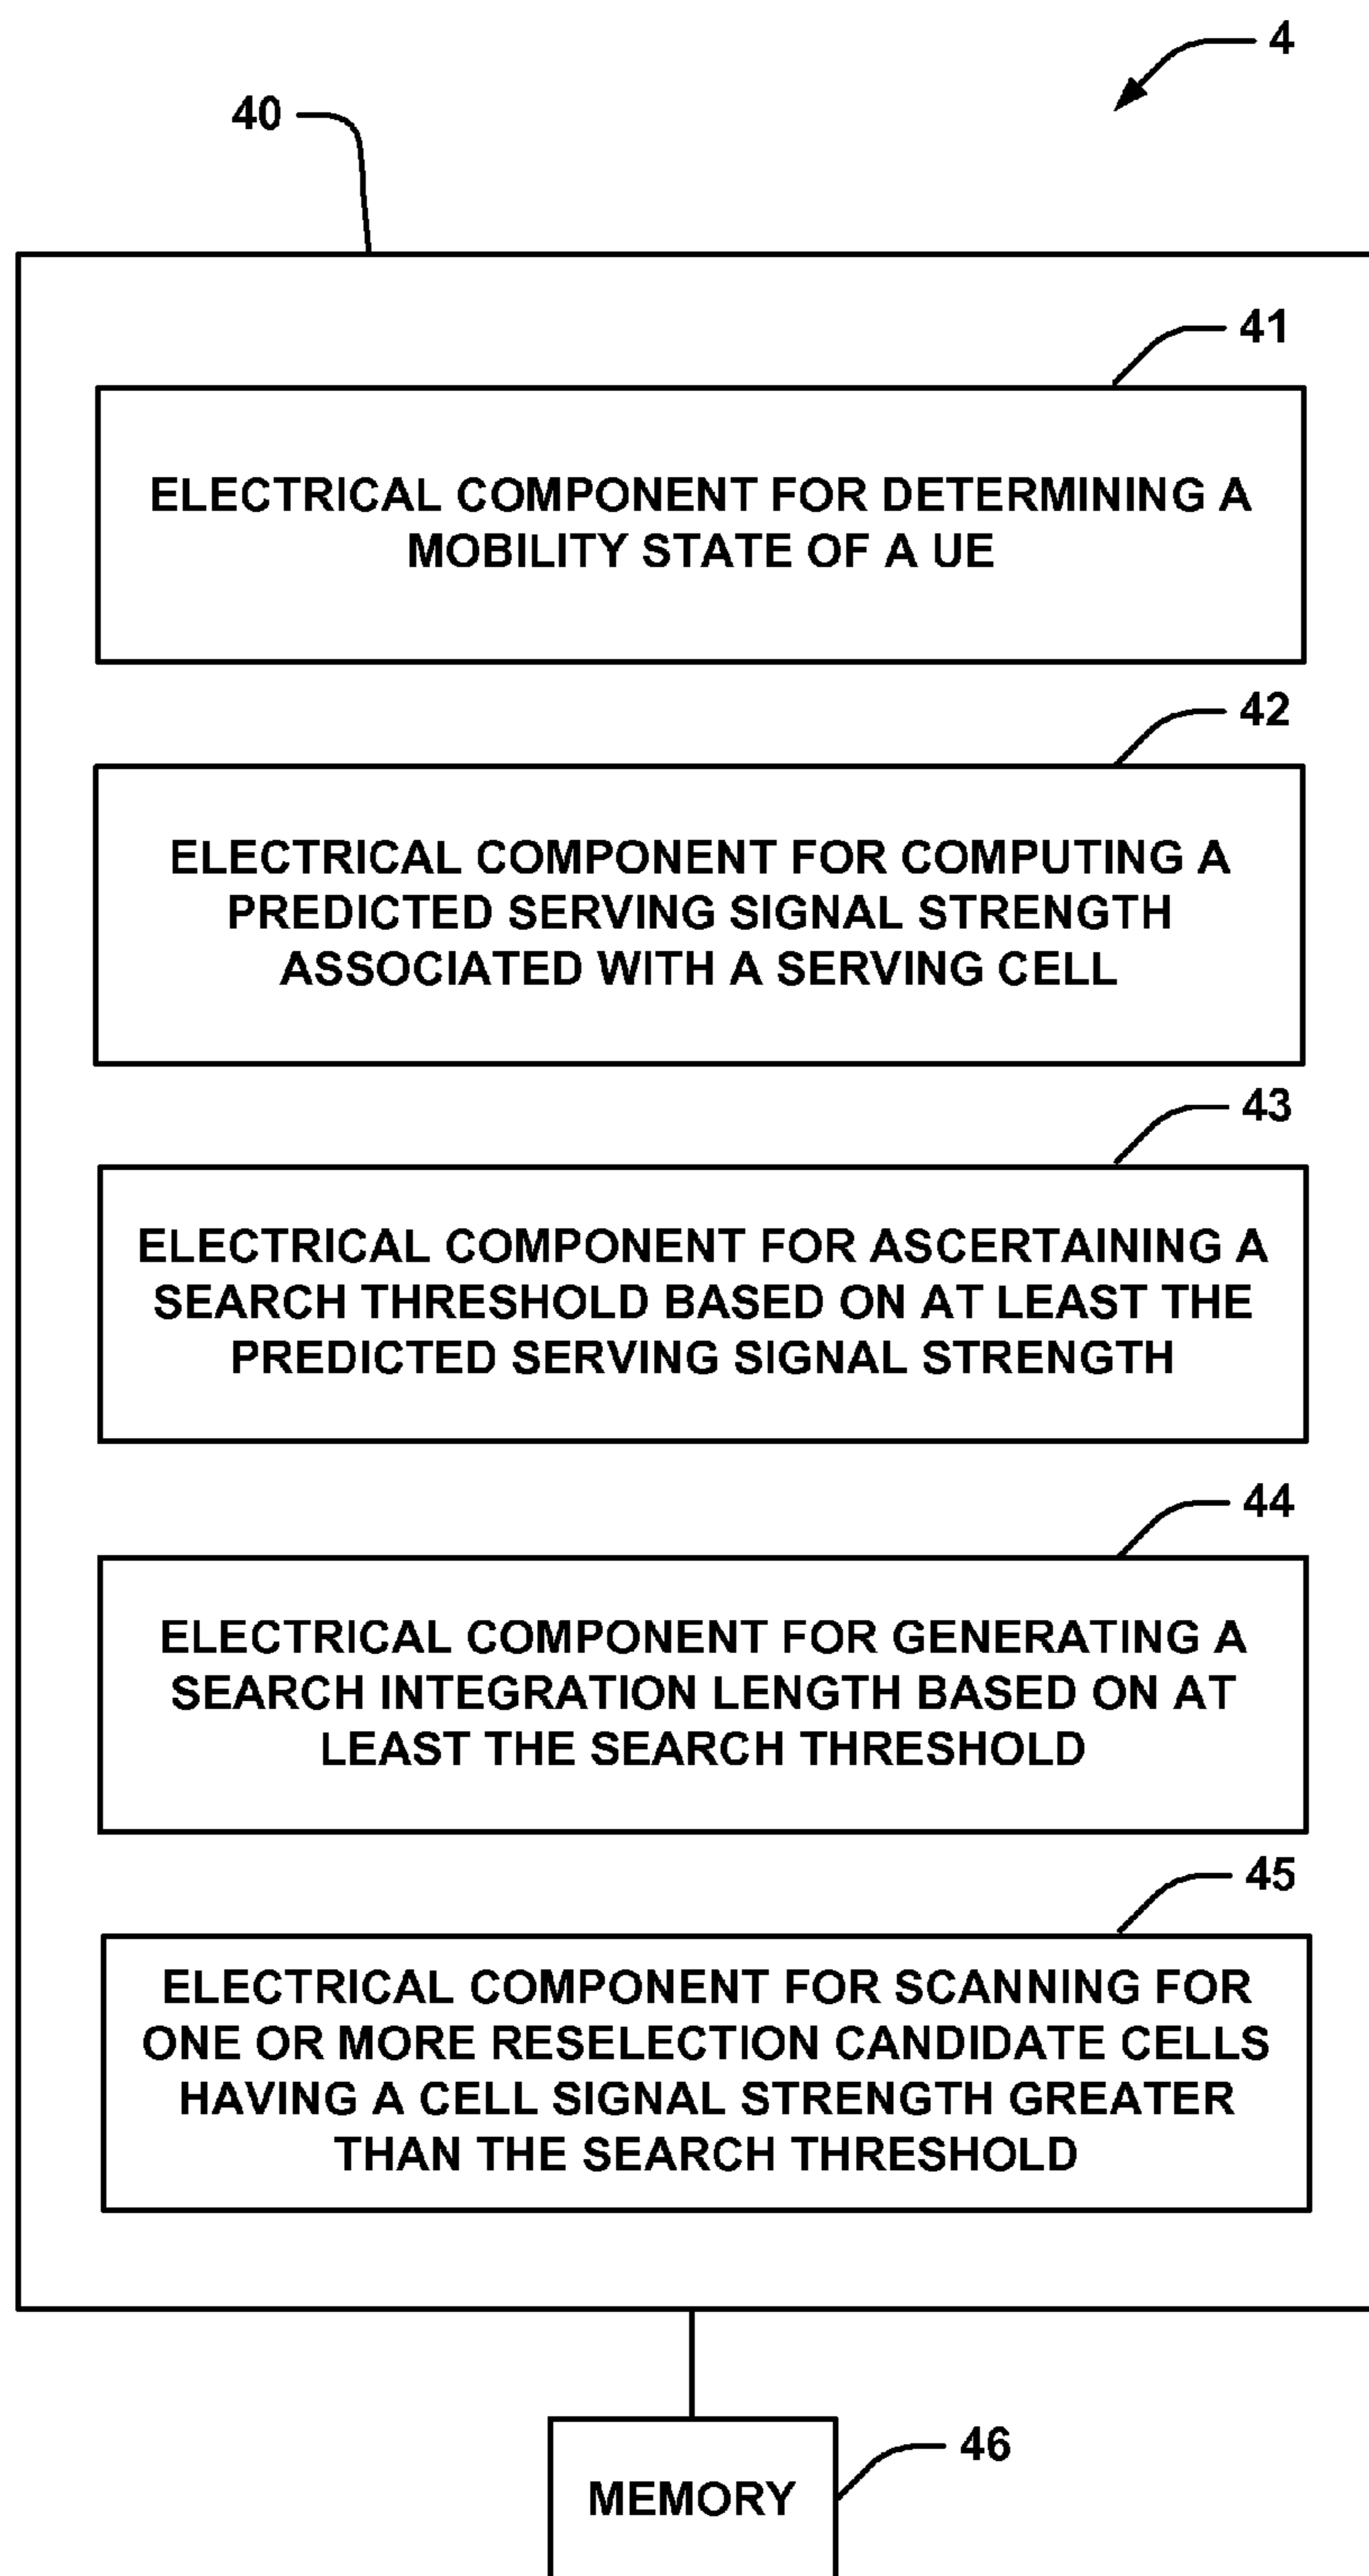 4
40
41
ELECTRICAL COMPONENT FOR DETERMINING A
MOBILITY STATE OF A UE
42
ELECTRICAL COMPONENT FOR COMPUTING A
PREDICTED SERVING SIGNAL STRENGTH
ASSOCIATED WITH A SERVING CELL
43
ELECTRICAL COMPONENT FOR ASCERTAINING A
SEARCH THRESHOLD BASED ON AT LEAST THE
PREDICTED SERVING SIGNAL STRENGTH
44
ELECTRICAL COMPONENT FOR GENERATING A
SEARCH INTEGRATION LENGTH BASED ON AT
LEAST THE SEARCH THRESHOLD
45
ELECTRICAL COMPONENT FOR SCANNING FOR
ONE OR MORE RESELECTION CANDIDATE CELLS
HAVING A CELL SIGNAL STRENGTH GREATER
THAN THE SEARCH THRESHOLD
46
MEMORY